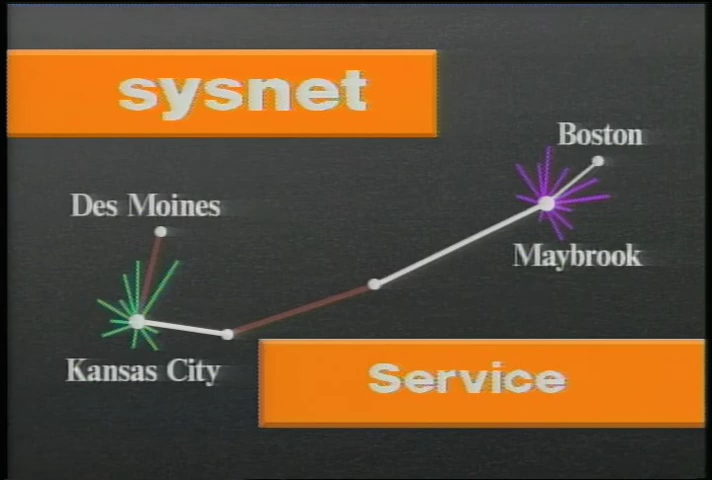 sysnet
Boston
Des Moines
Maybrook
Kansas City
Service